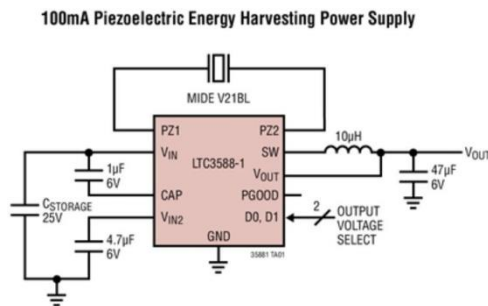 100mA Piezoelectric Energy Harvesting Power Supply
MIDE V21BL
PZ1
PZ2
VIN
LTC3588-1
SW
10µH
VOUT
1µF
6V
CAP
VOUT
PGOOD
47µF
6V
CSTORAGE
25V
VIN2
D0, D1
2
OUTPUT
VOLTAGE
SELECT
4.7µF
6V
GND
35881 TA01